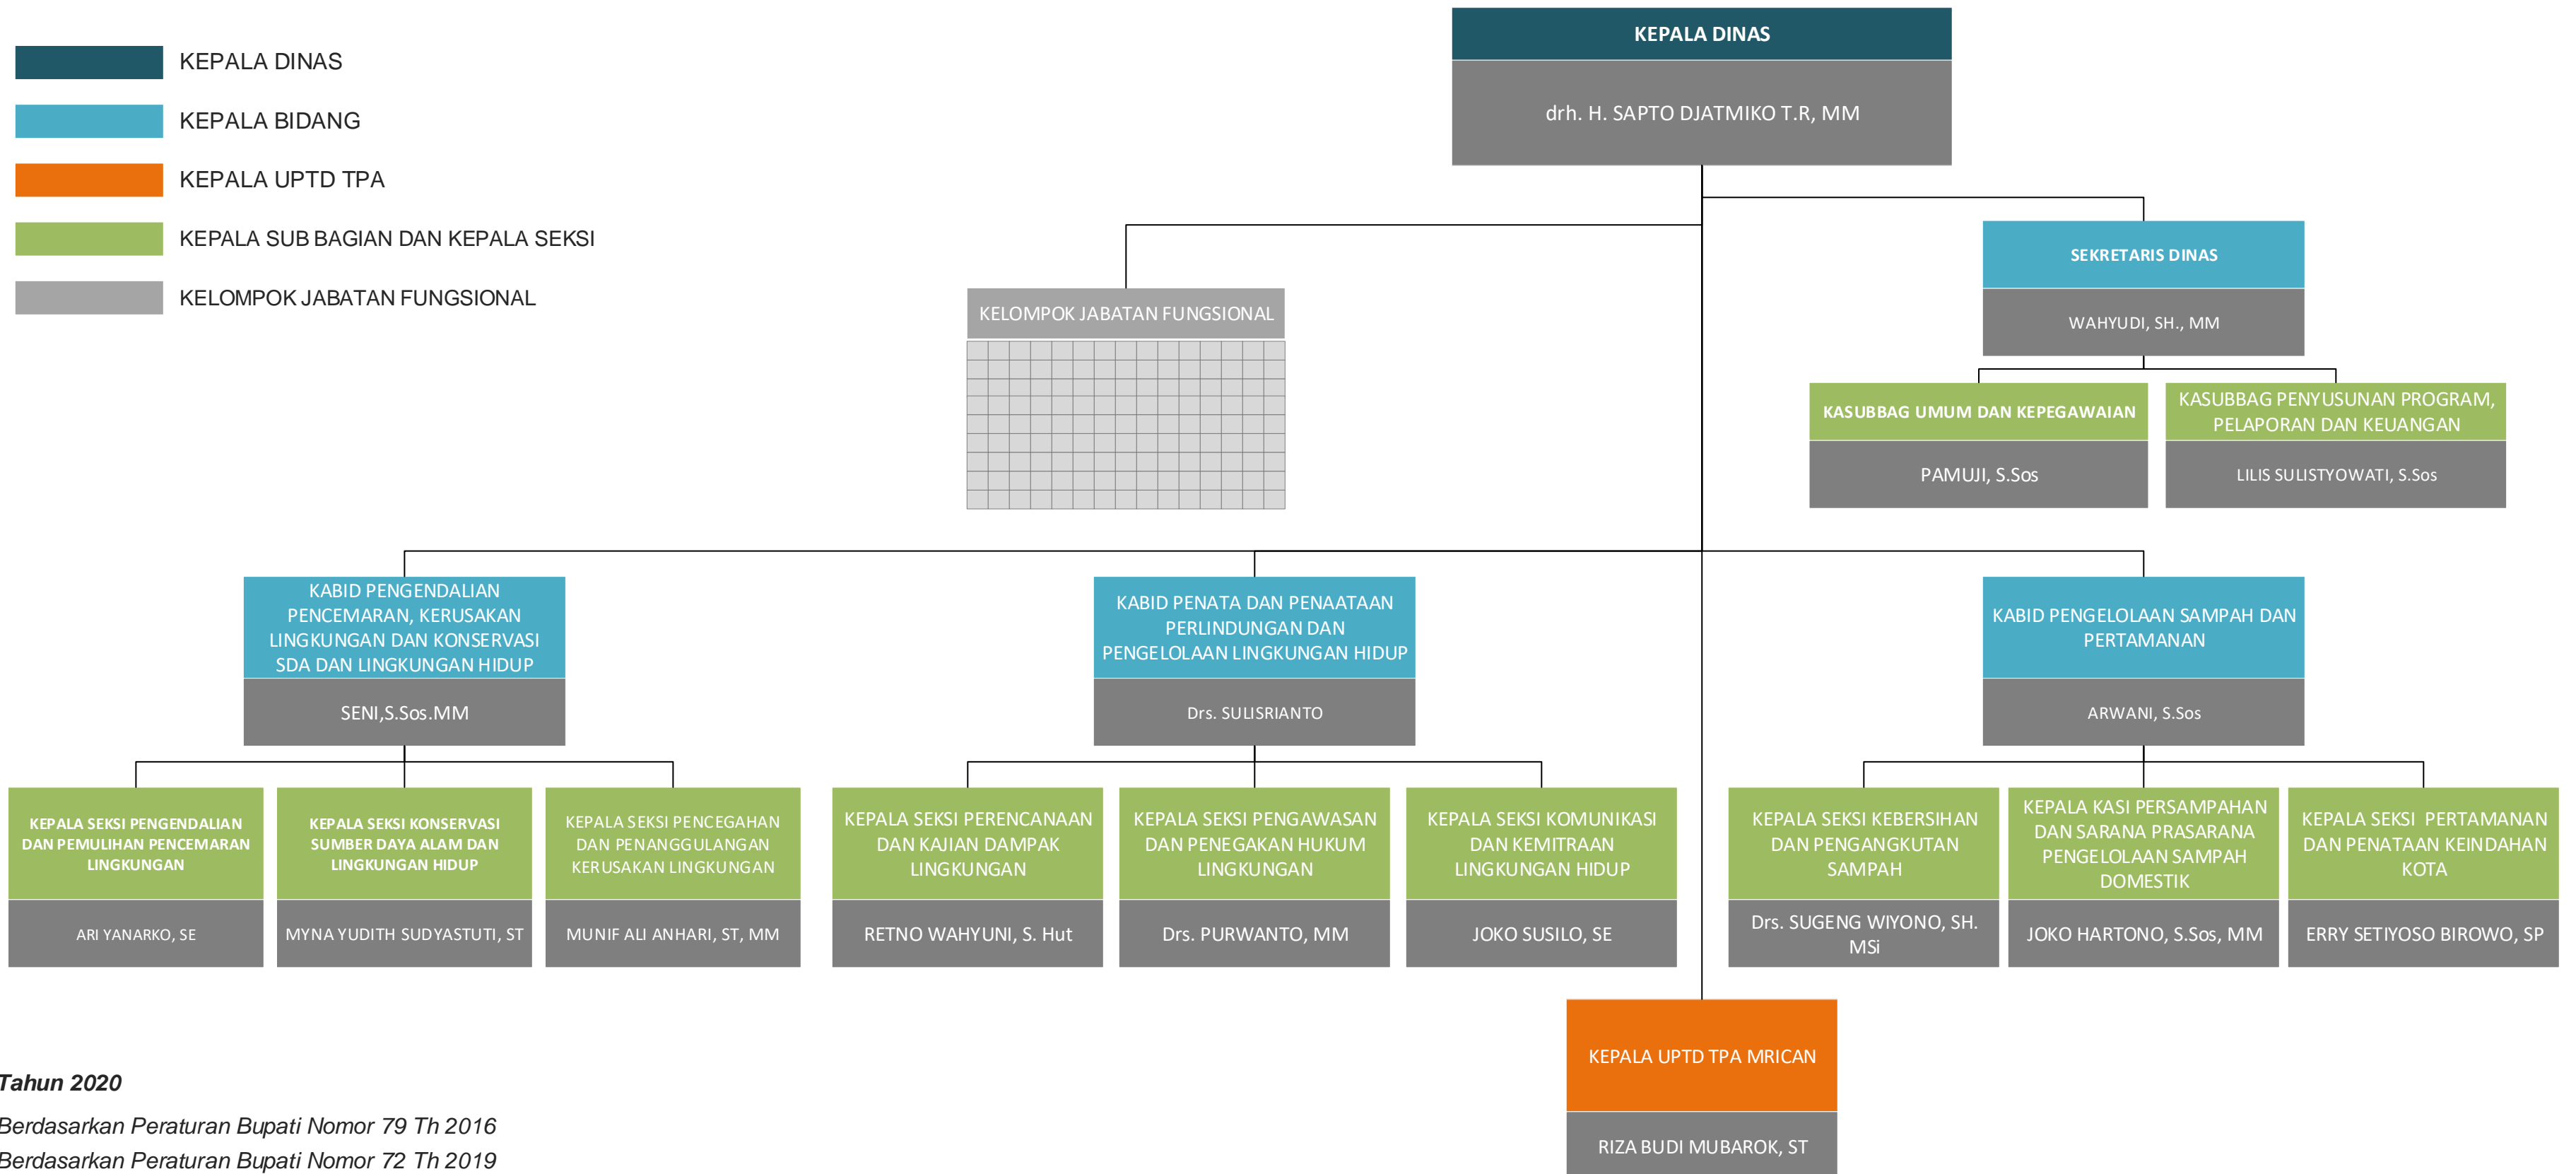 KEPALA DINAS
KEPALA BIDANG
KEPALA UPTD TPA
KEPALA SUB BAGIAN DAN KEPALA SEKSI
KELOMPOK JABATAN FUNGSIONAL
KEPALA DINAS
drh. H. SAPTO DJATMIKO T.R, MM
SEKRETARIS DINAS
WAHYUDI, SH., MM
KELOMPOK JABATAN FUNGSIONAL
KASUBBAG UMUM DAN KEPEGAWAIAN
PAMUJI, S.Sos
KASUBBAG PENYUSUNAN PROGRAM,
PELAPORAN DAN KEUANGAN
LILIS SULISTYOWATI, S.Sos
KABID PENGENDALIAN
PENCEMARAN, KERUSAKAN
LINGKUNGAN DAN KONSERVASI
SDA DAN LINGKUNGAN HIDUP
SENI,S.Sos.MM
KABID PENATA DAN PENAATAAN
PERLINDUNGAN DAN
PENGELOLAAN LINGKUNGAN HIDUP
Drs. SULISRIANTO
KABID PENGELOLAAN SAMPAH DAN
PERTAMANAN
ARWANI, S.Sos
KEPALA SEKSI PENGENDALIAN
DAN PEMULIHAN PENCEMARAN
LINGKUNGAN
ARI YANARKO, SE
KEPALA SEKSI KONSERVASI
SUMBER DAYA ALAM DAN
LINGKUNGAN HIDUP
MYNA YUDITH SUDYASTUTI, ST
KEPALA SEKSI PENCEGAHAN
DAN PENANGGULANGAN
KERUSAKAN LINGKUNGAN
MUNIF ALI ANHARI, ST, MM
KEPALA SEKSI PERENCANAAN
DAN KAJIAN DAMPAK
LINGKUNGAN
RETNO WAHYUNI, S. Hut
KEPALA SEKSI PENGAWASAN
DAN PENEGAKAN HUKUM
LINGKUNGAN
Drs. PURWANTO, MM
KEPALA SEKSI KOMUNIKASI
DAN KEMITRAAN
LINGKUNGAN HIDUP
JOKO SUSILO, SE
KEPALA SEKSI KEBERSIHAN
DAN PENGANGKUTAN
SAMPAH
Drs. SUGENG WIYONO, SH.
MSi
KEPALA KASI PERSAMPAHAN
DAN SARANA PRASARANA
PENGELOLAAN SAMPAH
DOMESTIK
JOKO HARTONO, S.Sos, MM
KEPALA SEKSI PERTAMANAN
DAN PENATAAN KEINDAHAN
KOTA
ERRY SETIYOSO BIROWO, SP
KEPALA UPTD TPA MRICAN
RIZA BUDI MUBAROK, ST
Tahun 2020
Berdasarkan Peraturan Bupati Nomor 79 Th 2016
Berdasarkan Peraturan Bupati Nomor 72 Th 2019